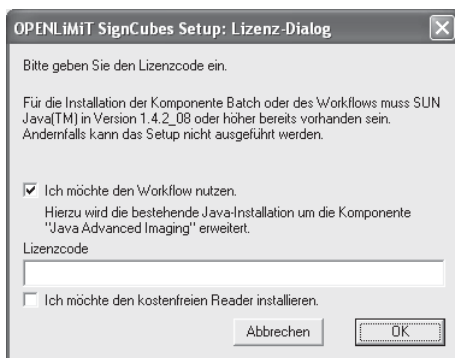 OPENLiMiT SignCubes Setup: Lizenz-Dialog
Bitte geben Sie den Lizenzcode ein.
Für die Installation der Komponente Batch oder des Workflows muss SUN
Java(TM) in Version 1.4.2_08 oder höher bereits vorhanden sein.
Andernfalls kann das Setup nicht ausgeführt werden.
Ich möchte den Workflow nutzen.
Hierzu wird die bestehende Java-Installation um die Komponente
"Java Advanced Imaging" erweitert.
Lizenzcode
Ich möchte den kostenfreien Reader installieren.
Abbrechen OK